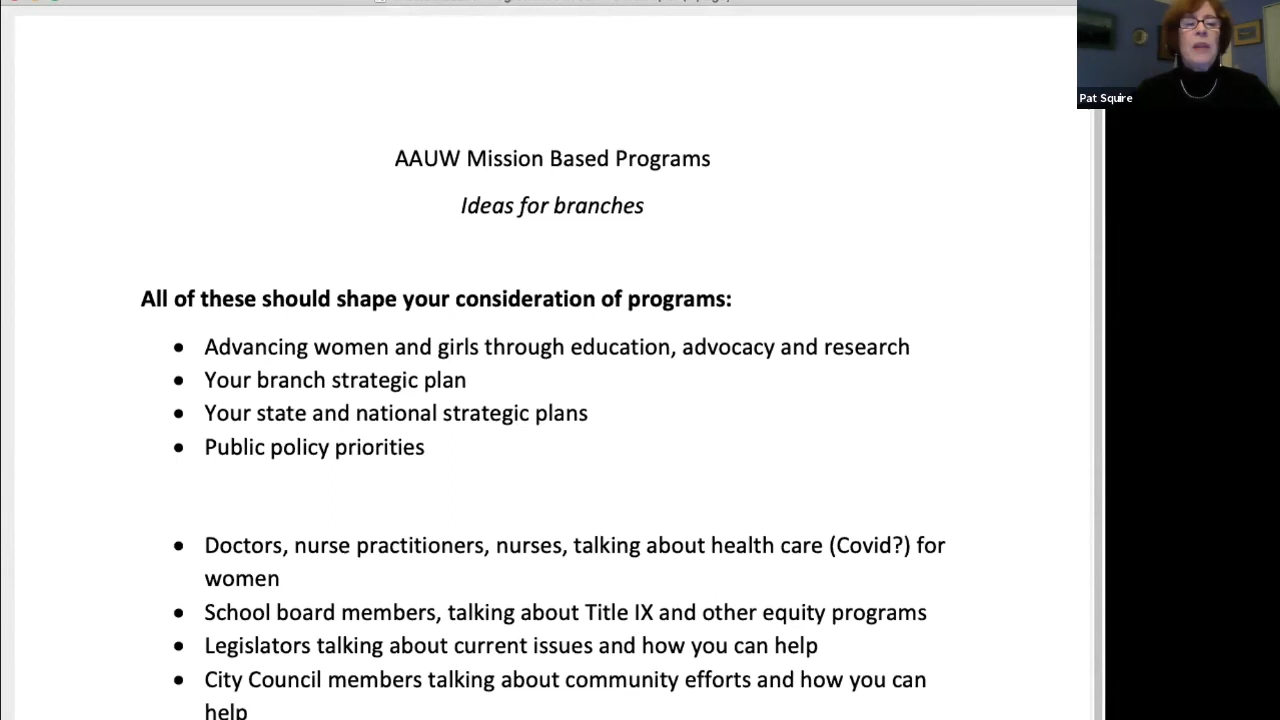 Pat Squire
AAUW Mission Based Programs
Ideas for branches
All of these should shape your consideration of programs:
• Advancing women and girls through education, advocacy and research
• Your branch strategic plan
• Your state and national strategic plans
• Public policy priorities
• Doctors, nurse practitioners, nurses, talking about health care (Covid?) for
women
• School board members, talking about Title IX and other equity programs
• Legislators talking about current issues and how you can help
• City Council members talking about community efforts and how you can
help